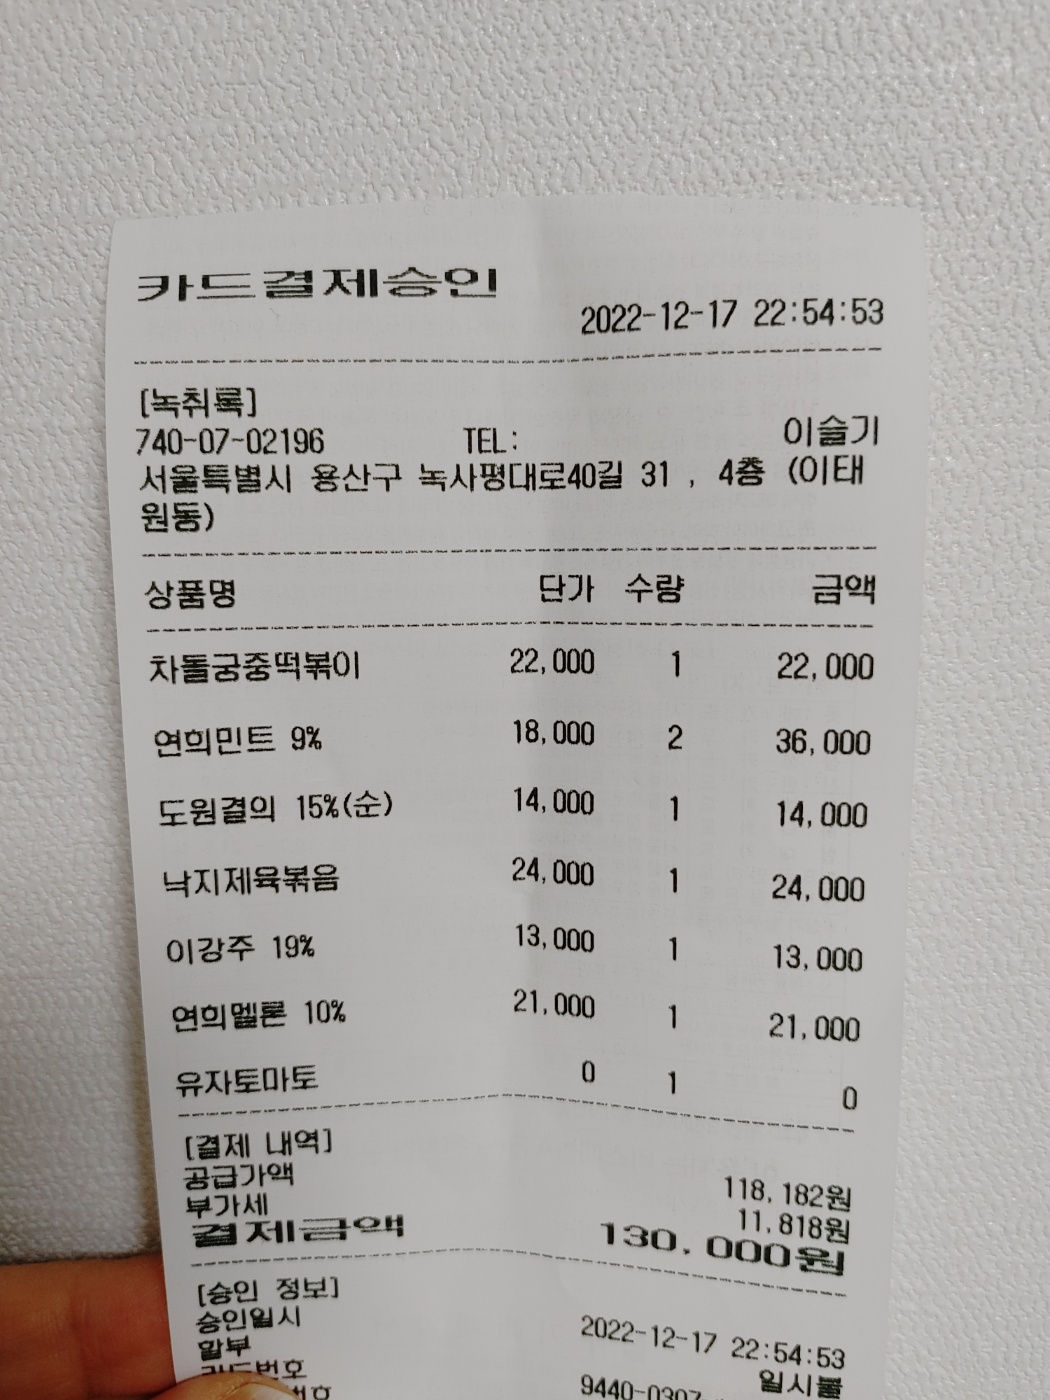 카드결제승인
2022-12-17 22:54:53
[녹취록]
740-07-02196 TEL: 이슬기
서울특별시 용산구 녹사평대로40길 31 , 4층 (이태
원동)
상품명 단가 수량 금액
차돌궁중떡볶이 22,000 1 22,000
연희민트 9% 18,000 2 36,000
도원결의 15%(순) 14,000 1 14,000
낙지제육볶음 24,000 1 24,000
이강주 19% 13,000 1 13,000
연희멜론 10% 21,000 1 21,000
유자토마토 0 1 0
[결제 내역]
공급가액 118,182원
부가세 11,818원
결제금액 130,000원
[승인 정보]
승인일시 2022-12-17 22:54:53
할부 일시불
카드번호 9440-0307